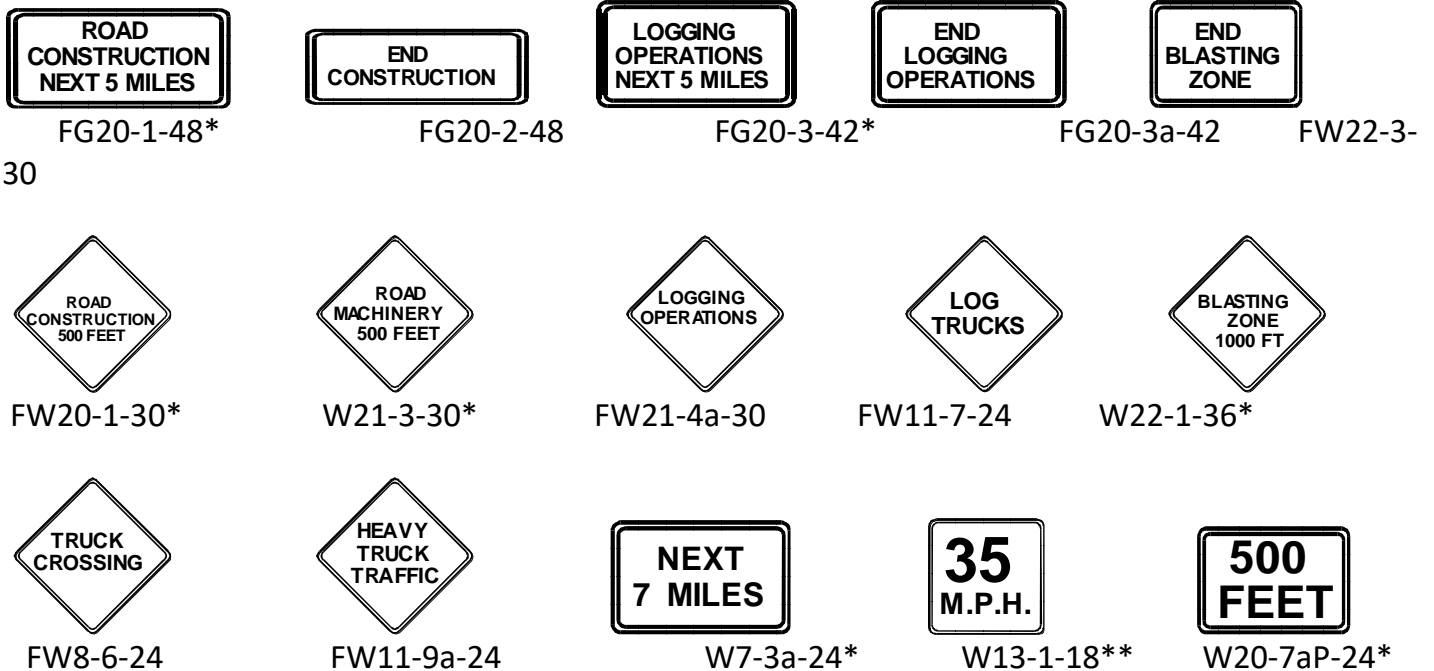 ROAD
CONSTRUCTION
NEXT 5 MILES
END
CONSTRUCTION
LOGGING
OPERATIONS
NEXT 5 MILES
END
LOGGING
OPERATIONS
END
BLASTING
ZONE
FG20-1-48* FG20-2-48 FG20-3-42* FG20-3a-42 FW22-3-
30
ROAD
CONSTRUCTION
500 FEET
ROAD
MACHINERY
500 FEET
LOGGING
OPERATIONS
LOG
TRUCKS
BLASTING
ZONE
1000 FT
FW20-1-30* W21-3-30* FW21-4a-30 FW11-7-24 W22-1-36*
TRUCK
CROSSING
HEAVY
TRUCK
TRAFFIC
NEXT
7 MILES
35
M.P.H.
500
FEET
FW8-6-24 FW11-9a-24 W7-3a-24* W13-1-18** W20-7aP-24*